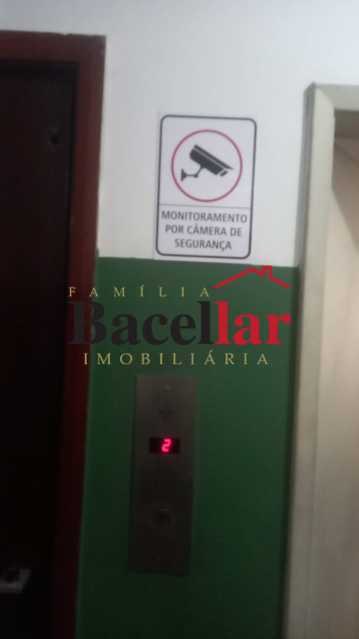 MONITORAMENTO
POR CÂMERA DE
SEGURANÇA
FAMÍLIA
Bacellar
IMOBILIÁRIA
2